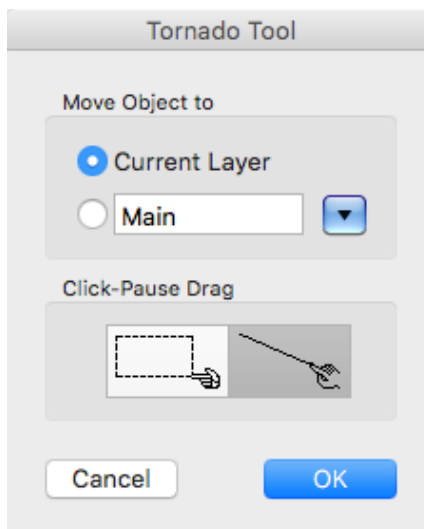 Tornado Tool
Move Object to
Current Layer
Main
Click-Pause Drag
Cancel
OK